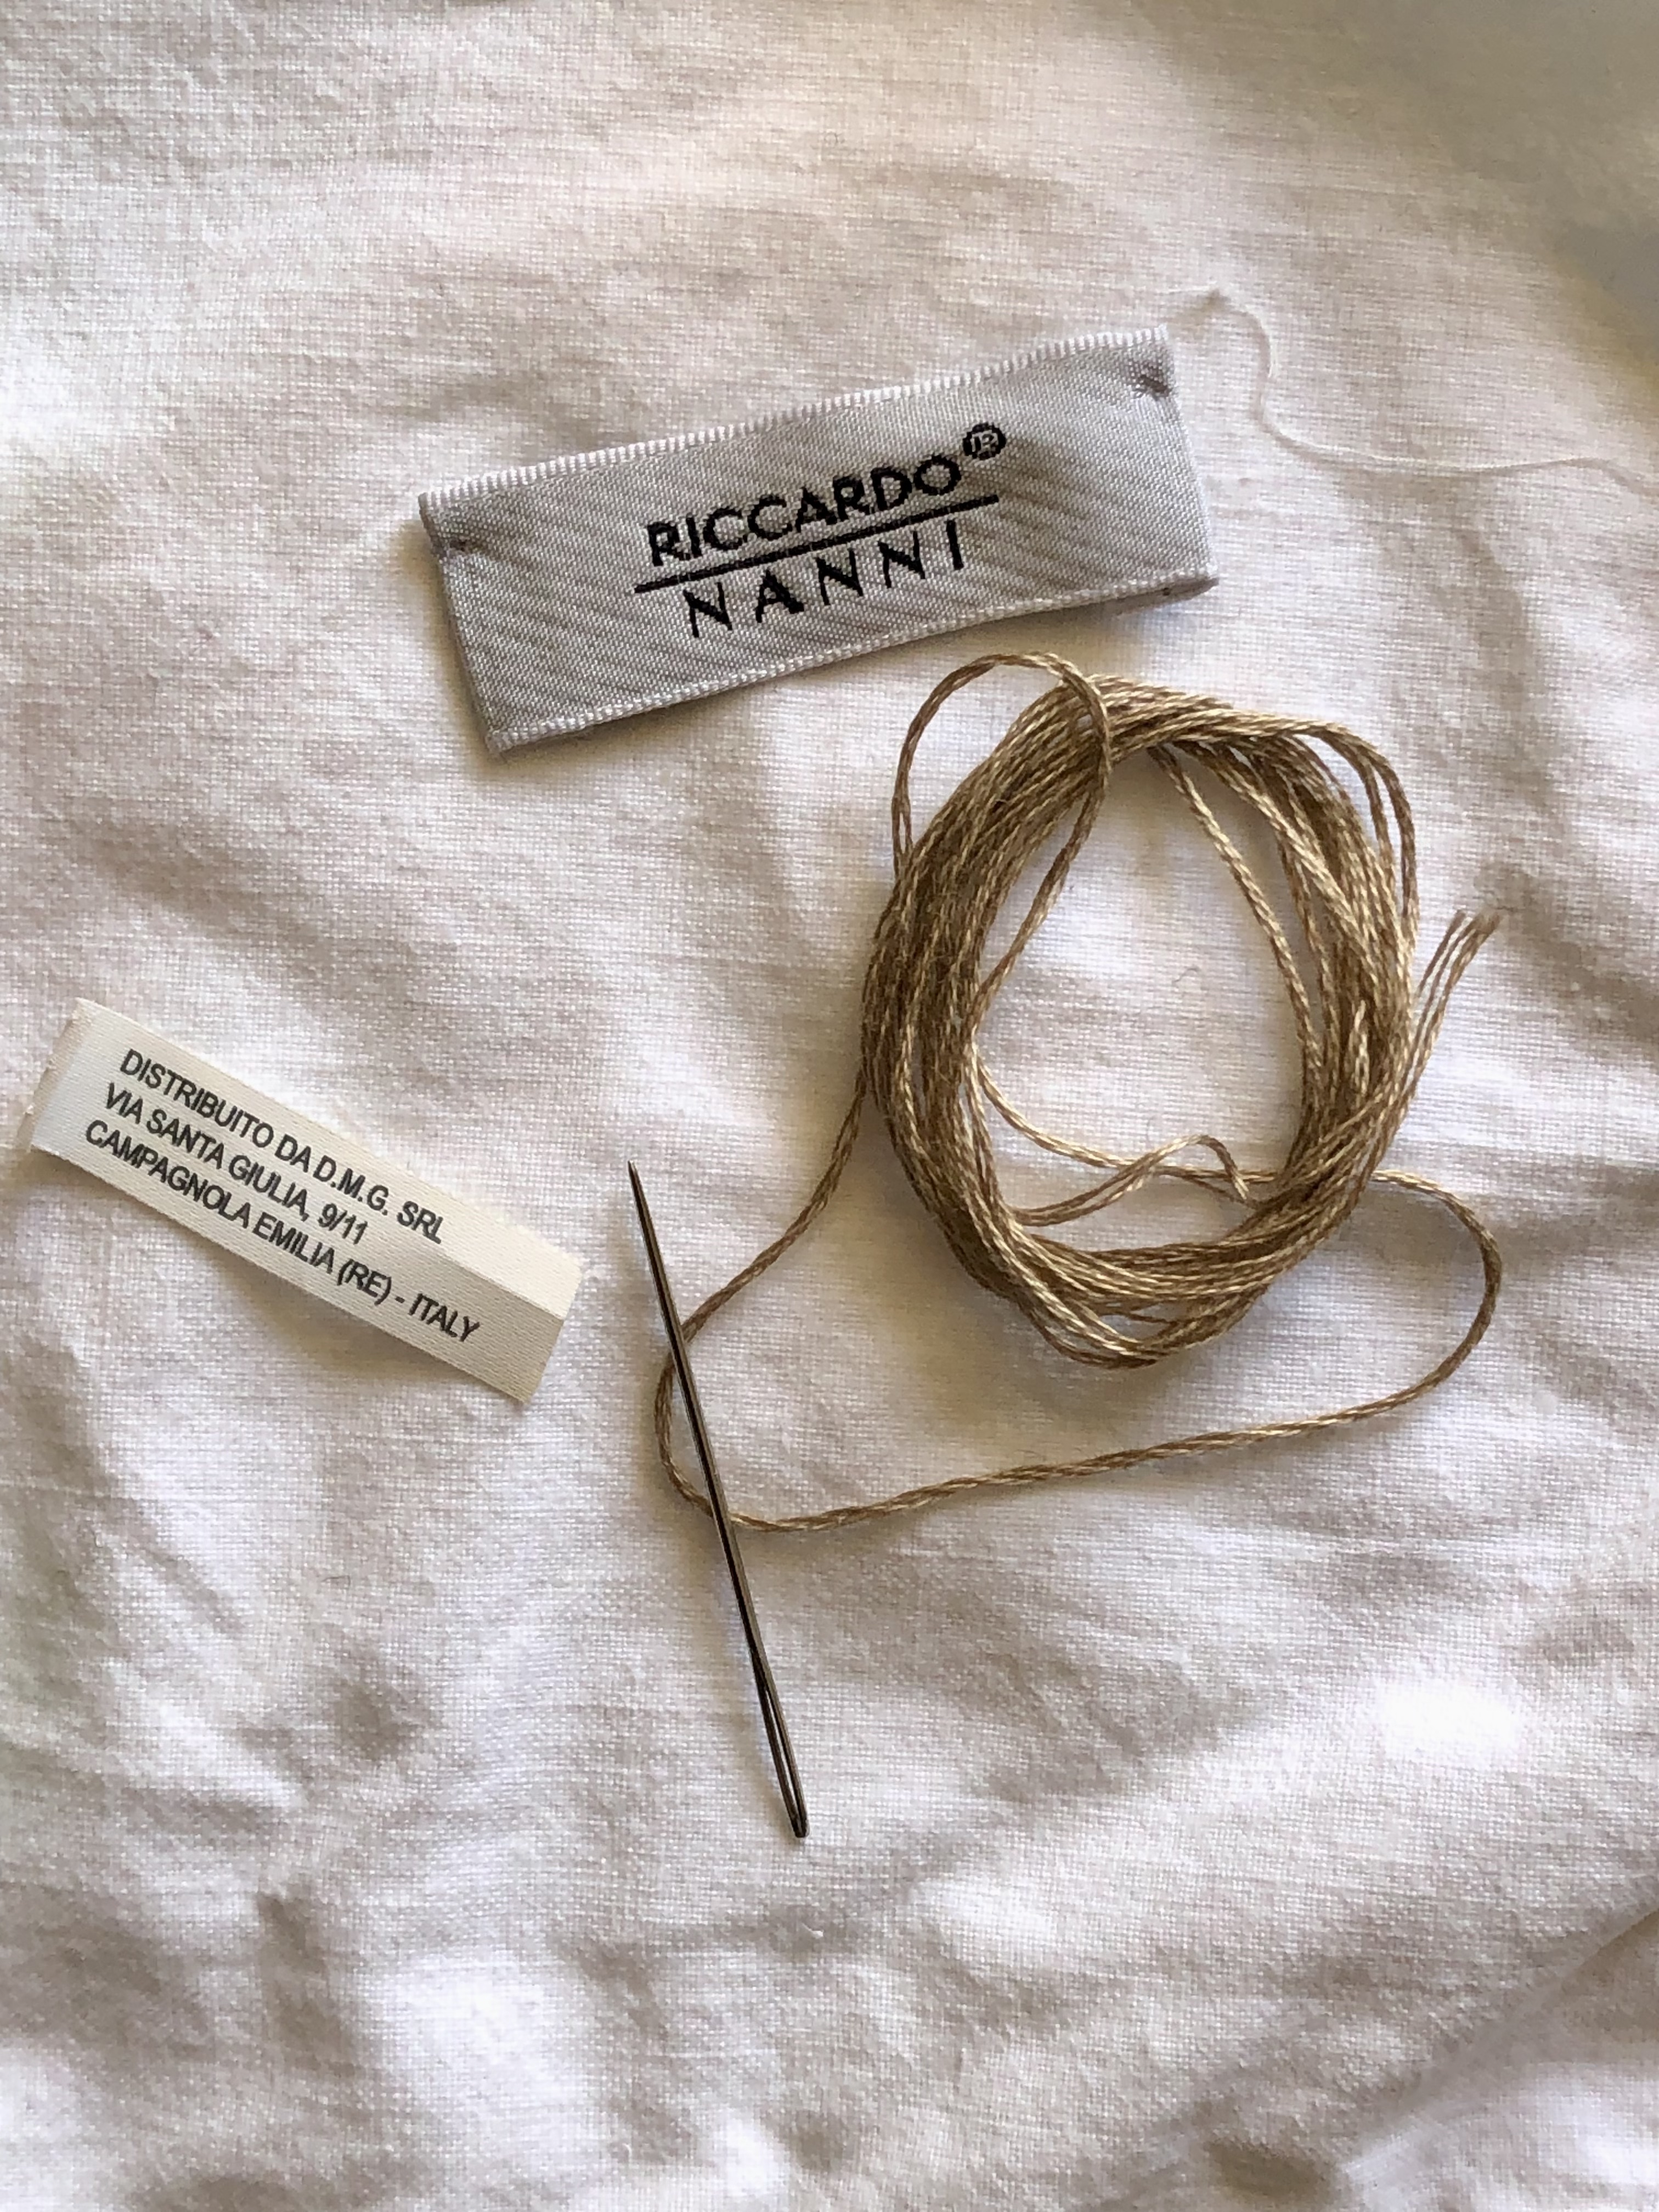 RICCARDO
NANNI
DISTRIBUITO DA D.M.G. SRL
VIA SANTA GIULIA, 9/11
CAMPAGNOLA EMILIA (RE) - ITALY